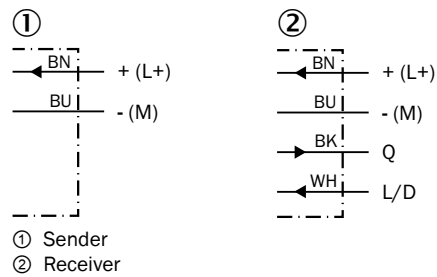 ① ②
BN + (L+) BN + (L+)
BU - (M) BU - (M)
BK Q
WH L/D
① Sender
② Receiver